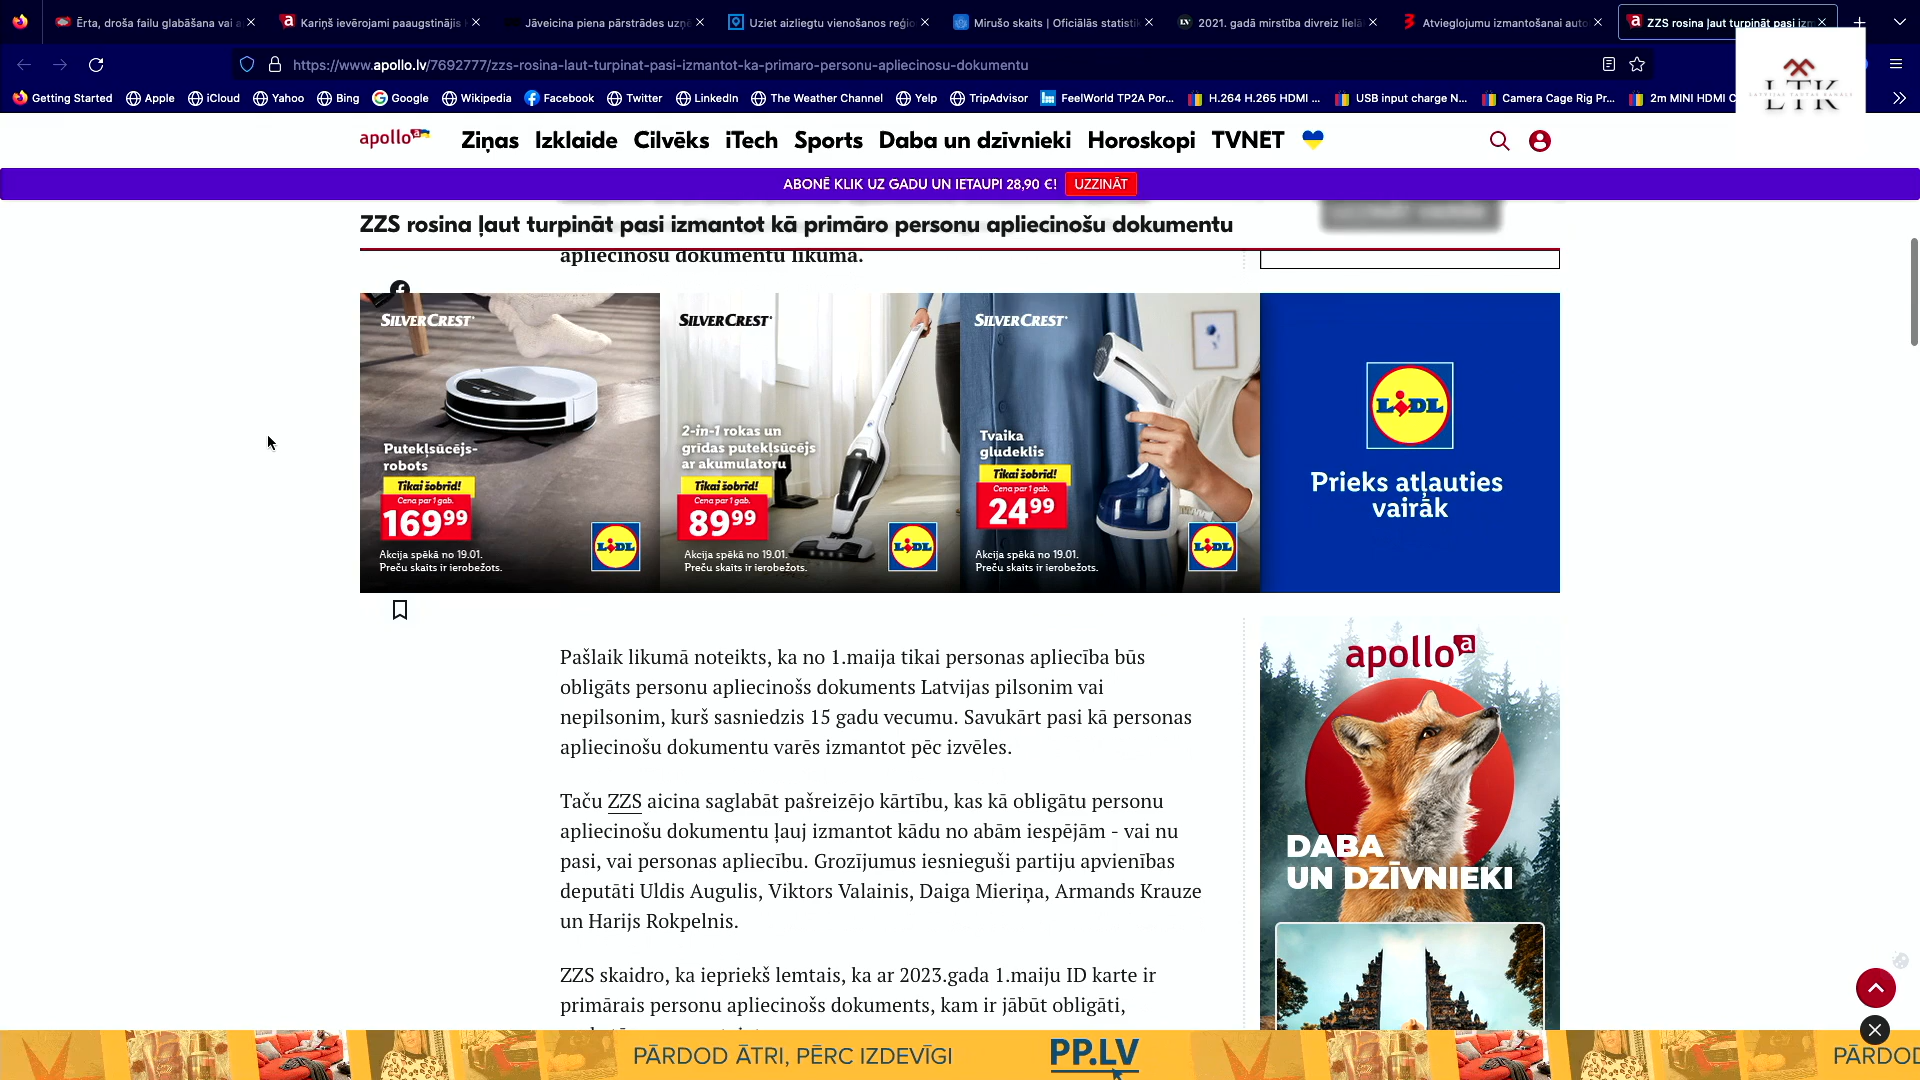 Ērta, droša failu glabāšana vai a
Kariņš ievērojami paaugstinājis
Jāveicina piena pārstrādes uzņē
Uziet aizliegtu vienošanos reģio
Mirušo skaits | Oficiālās statistik
2021. gadā mirstība divreiz liela
Atvieglojumu izmantošanai auto
ZZS rosina ļaut turpināt pasi izm
https://www.apollo.lv/7692777/zzs-rosina-laut-turpinat-pasi-izmantot-ka-primaro-personu-apliecinosu-dokumentu
Getting Started
Apple
iCloud
Yahoo
Bing
Google
Wikipedia
Facebook
Twitter
LinkedIn
The Weather Channel
Yelp
TripAdvisor
FeelWorld TP2A Por...
H.264 H.265 HDMI ...
USB input charge N...
Camera Cage Rig Pr...
2m MINI HDMI C
LTK
apollo
Ziņas
Izklaide
Cilvēks
iTech
Sports
Daba un dzīvnieki
Horoskopi
TVNET
ABONĒ KLIK UZ GADU UN IETAUPI 28,90 €!
UZZINĀT
ZZS rosina ļaut turpināt pasi izmantot kā primāro personu apliecinošu dokumentu
apliecinošu dokumentu likumā.
SILVERCREST
Putekļsūcējs-
robots
Tikai šobrīd!
Cena par 1 gab.
169 99
Akcija spēkā no 19.01.
Preču skaits ir ierobežots.
LIDL
SILVERCREST
2-in-1 rokas un
grīdas putekļsūcējs
ar akumulatoru
Tikai šobrīd!
Cena par 1 gab.
89 99
Akcija spēkā no 19.01.
Preču skaits ir ierobežots.
LIDL
SILVERCREST
Tvaika
gludeklis
Tikai šobrīd!
Cena par 1 gab.
24 99
Akcija spēkā no 19.01.
Preču skaits ir ierobežots.
LIDL
LIDL
Prieks atļauties
vairāk
Pašlaik likumā noteikts, ka no 1.maija tikai personas apliecība būs
obligāts personu apliecinošs dokuments Latvijas pilsonim vai
nepilsonim, kurš sasniedzis 15 gadu vecumu. Savukārt pasi kā personas
apliecinošu dokumentu varēs izmantot pēc izvēles.
Taču ZZS aicina saglabāt pašreizējo kārtību, kas kā obligātu personu
apliecinošu dokumentu ļauj izmantot kādu no abām iespējām - vai nu
pasi, vai personas apliecību. Grozījumus iesnieguši partiju apvienības
deputāti Uldis Augulis, Viktors Valainis, Daiga Mieriņa, Armands Krauze
un Harijs Rokpelnis.
ZZS skaidro, ka iepriekš lemtais, ka ar 2023.gada 1.maiju ID karte ir
primārais personu apliecinošs dokuments, kam ir jābūt obligāti,
apollo
DABA
UN DZĪVNIEKI
PĀRDOD ĀTRI, PĒRC IZDEVĪGI
PP.LV
PĀRDOD